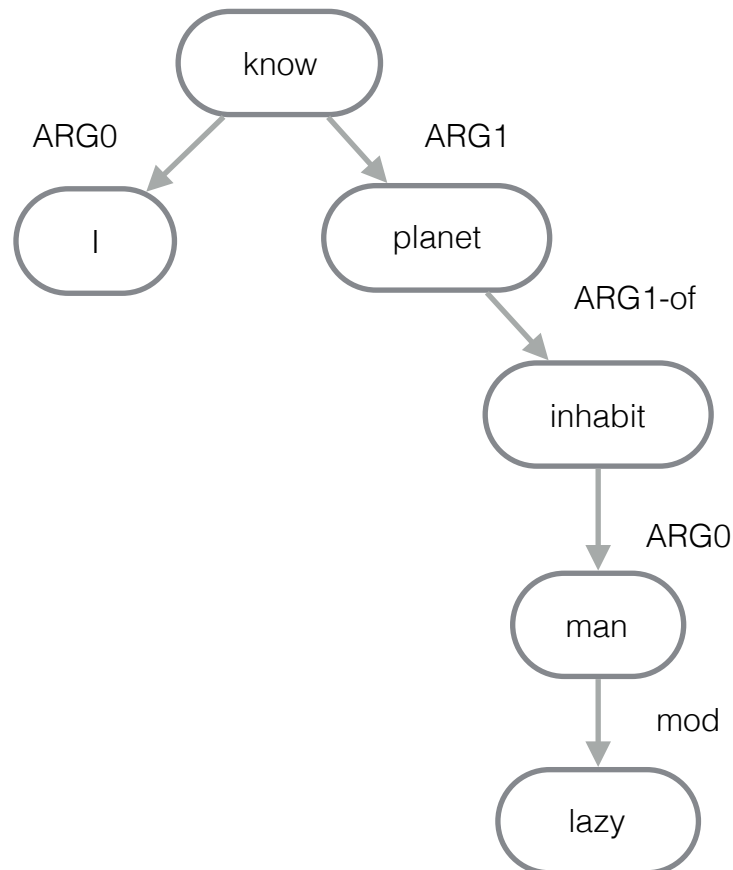 know
ARG0
ARG1
I
planet
ARG1-of
inhabit
ARG0
man
mod
lazy